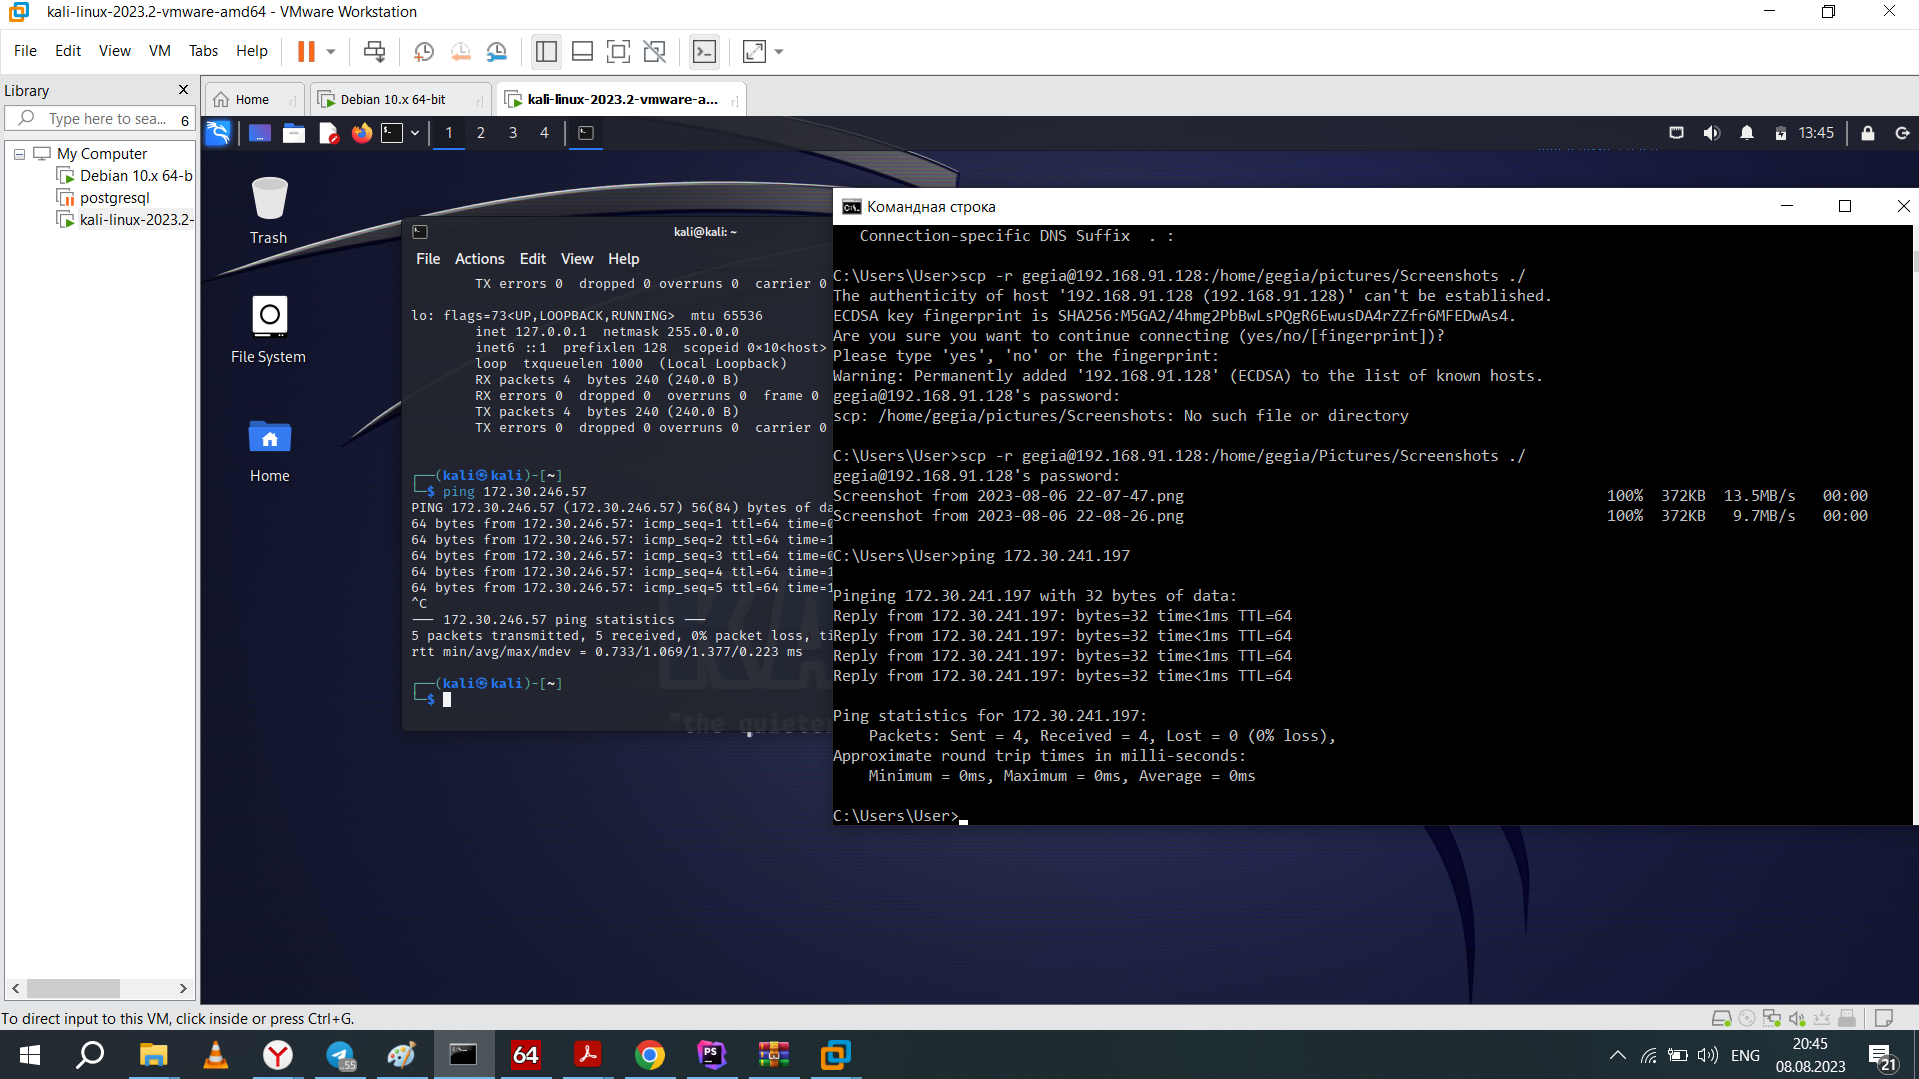 kali-linux-2023.2-vmware-amd64 - VMware Workstation
File Edit View VM Tabs Help
Library
Type here to sea... 6
My Computer
Debian 10.x 64-b
postgresql
kali-linux-2023.2-
Home
Debian 10.x 64-bit
kali-linux-2023.2-vmware-a...
1 2 3 4
13:45
Trash
File System
Home
kali@kali: ~
File Actions Edit View Help
TX errors 0  dropped 0 overruns 0  carrier 0
lo: flags=73<UP,LOOPBACK,RUNNING>  mtu 65536
inet 127.0.0.1  netmask 255.0.0.0
inet6 ::1  prefixlen 128  scopeid 0×10<host>
loop  txqueuelen 1000  (Local Loopback)
RX packets 4  bytes 240 (240.0 B)
RX errors 0  dropped 0  overruns 0  frame 0
TX packets 4  bytes 240 (240.0 B)
TX errors 0  dropped 0 overruns 0  carrier 0
┌──(kali㉿kali)-[~]
└─$ ping 172.30.246.57
PING 172.30.246.57 (172.30.246.57) 56(84) bytes of da
64 bytes from 172.30.246.57: icmp_seq=1 ttl=64 time=0
64 bytes from 172.30.246.57: icmp_seq=2 ttl=64 time=1
64 bytes from 172.30.246.57: icmp_seq=3 ttl=64 time=0
64 bytes from 172.30.246.57: icmp_seq=4 ttl=64 time=1
64 bytes from 172.30.246.57: icmp_seq=5 ttl=64 time=1
^C
— 172.30.246.57 ping statistics —
5 packets transmitted, 5 received, 0% packet loss, ti
rtt min/avg/max/mdev = 0.733/1.069/1.377/0.223 ms
┌──(kali㉿kali)-[~]
└─$
KA
"the quieter
Командная строка
Connection-specific DNS Suffix  . :
C:\Users\User>scp -r gegia@192.168.91.128:/home/gegia/pictures/Screenshots ./
The authenticity of host '192.168.91.128 (192.168.91.128)' can't be established.
ECDSA key fingerprint is SHA256:M5GA2/4hmg2PbBwLsPQgR6EwusDA4rZZfr6MFEDwAs4.
Are you sure you want to continue connecting (yes/no/[fingerprint])?
Please type 'yes', 'no' or the fingerprint:
Warning: Permanently added '192.168.91.128' (ECDSA) to the list of known hosts.
gegia@192.168.91.128's password:
scp: /home/gegia/pictures/Screenshots: No such file or directory
C:\Users\User>scp -r gegia@192.168.91.128:/home/gegia/Pictures/Screenshots ./
gegia@192.168.91.128's password:
Screenshot from 2023-08-06 22-07-47.png 100% 372KB 13.5MB/s 00:00
Screenshot from 2023-08-06 22-08-26.png 100% 372KB 9.7MB/s 00:00
C:\Users\User>ping 172.30.241.197
Pinging 172.30.241.197 with 32 bytes of data:
Reply from 172.30.241.197: bytes=32 time<1ms TTL=64
Reply from 172.30.241.197: bytes=32 time<1ms TTL=64
Reply from 172.30.241.197: bytes=32 time<1ms TTL=64
Reply from 172.30.241.197: bytes=32 time<1ms TTL=64
Ping statistics for 172.30.241.197:
Packets: Sent = 4, Received = 4, Lost = 0 (0% loss),
Approximate round trip times in milli-seconds:
Minimum = 0ms, Maximum = 0ms, Average = 0ms
C:\Users\User>
To direct input to this VM, click inside or press Ctrl+G.
..55
64
PS
ENG
20:45
08.08.2023
21